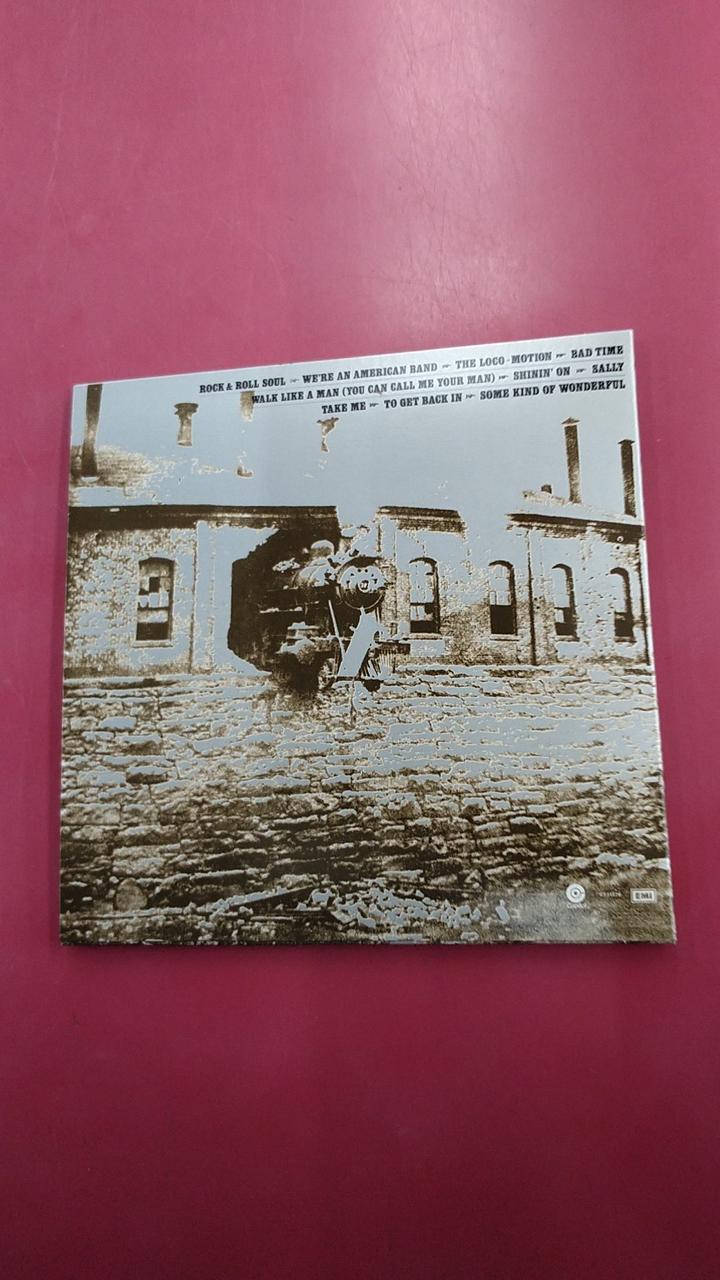 ROCK & ROLL SOUL ~ WE'RE AN AMERICAN BAND ~ THE LOCO-MOTION ~ BAD TIME
WALK LIKE A MAN (YOU CAN CALL ME YOUR MAN) ~ SHININ' ON ~ SALLY
TAKE ME ~ TO GET BACK IN ~ SOME KIND OF WONDERFUL
EMI